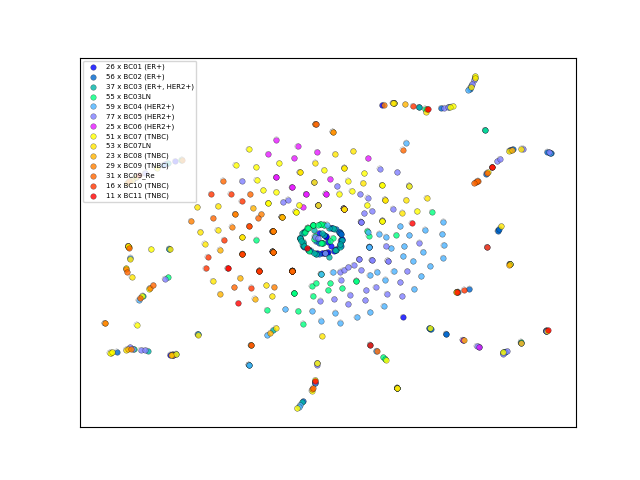 26 x BC01 (ER+)
56 x BC02 (ER+)
37 x BC03 (ER+, HER2+)
55 x BC03LN
59 x BC04 (HER2+)
77 x BC05 (HER2+)
25 x BC06 (HER2+)
51 x BC07 (TNBC)
53 x BC07LN
23 x BC08 (TNBC)
29 x BC09 (TNBC)
31 x BC09_Re
16 x BC10 (TNBC)
11 x BC11 (TNBC)